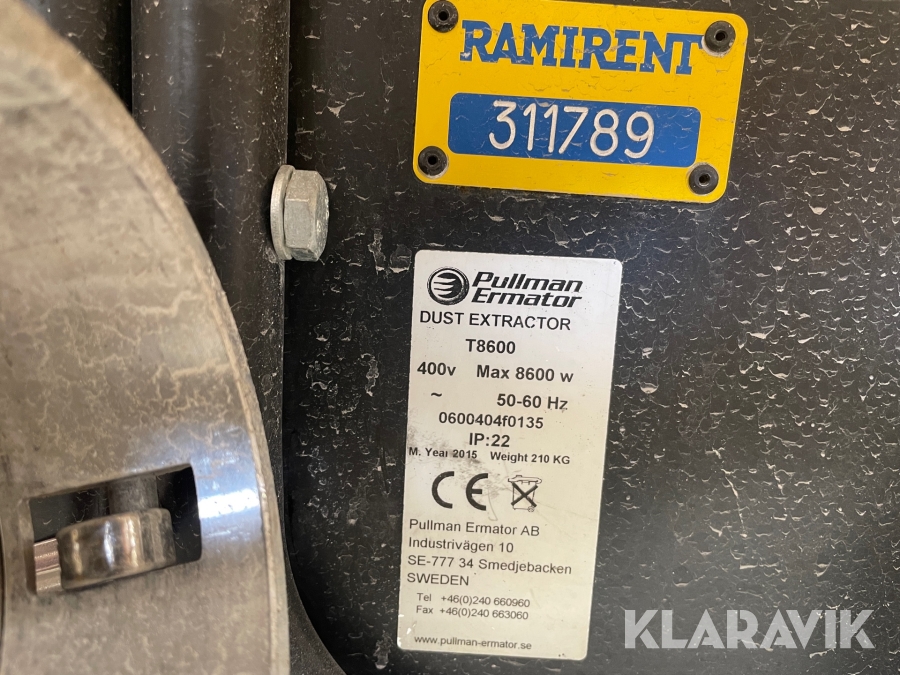 RAMIRENT
311789
Pullman
Ermator
DUST EXTRACTOR
T8600
400v Max 8600 w
~ 50-60 Hz
0600404f0135
IP:22
M. Year 2015 Weight 210 KG
CE
Pullman Ermator AB
Industrivägen 10
SE-777 34 Smedjebacken
SWEDEN
Tel +46(0)240 660960
Fax +46(0)240 663060
www.pullman-ermator.se
KLARAVIK